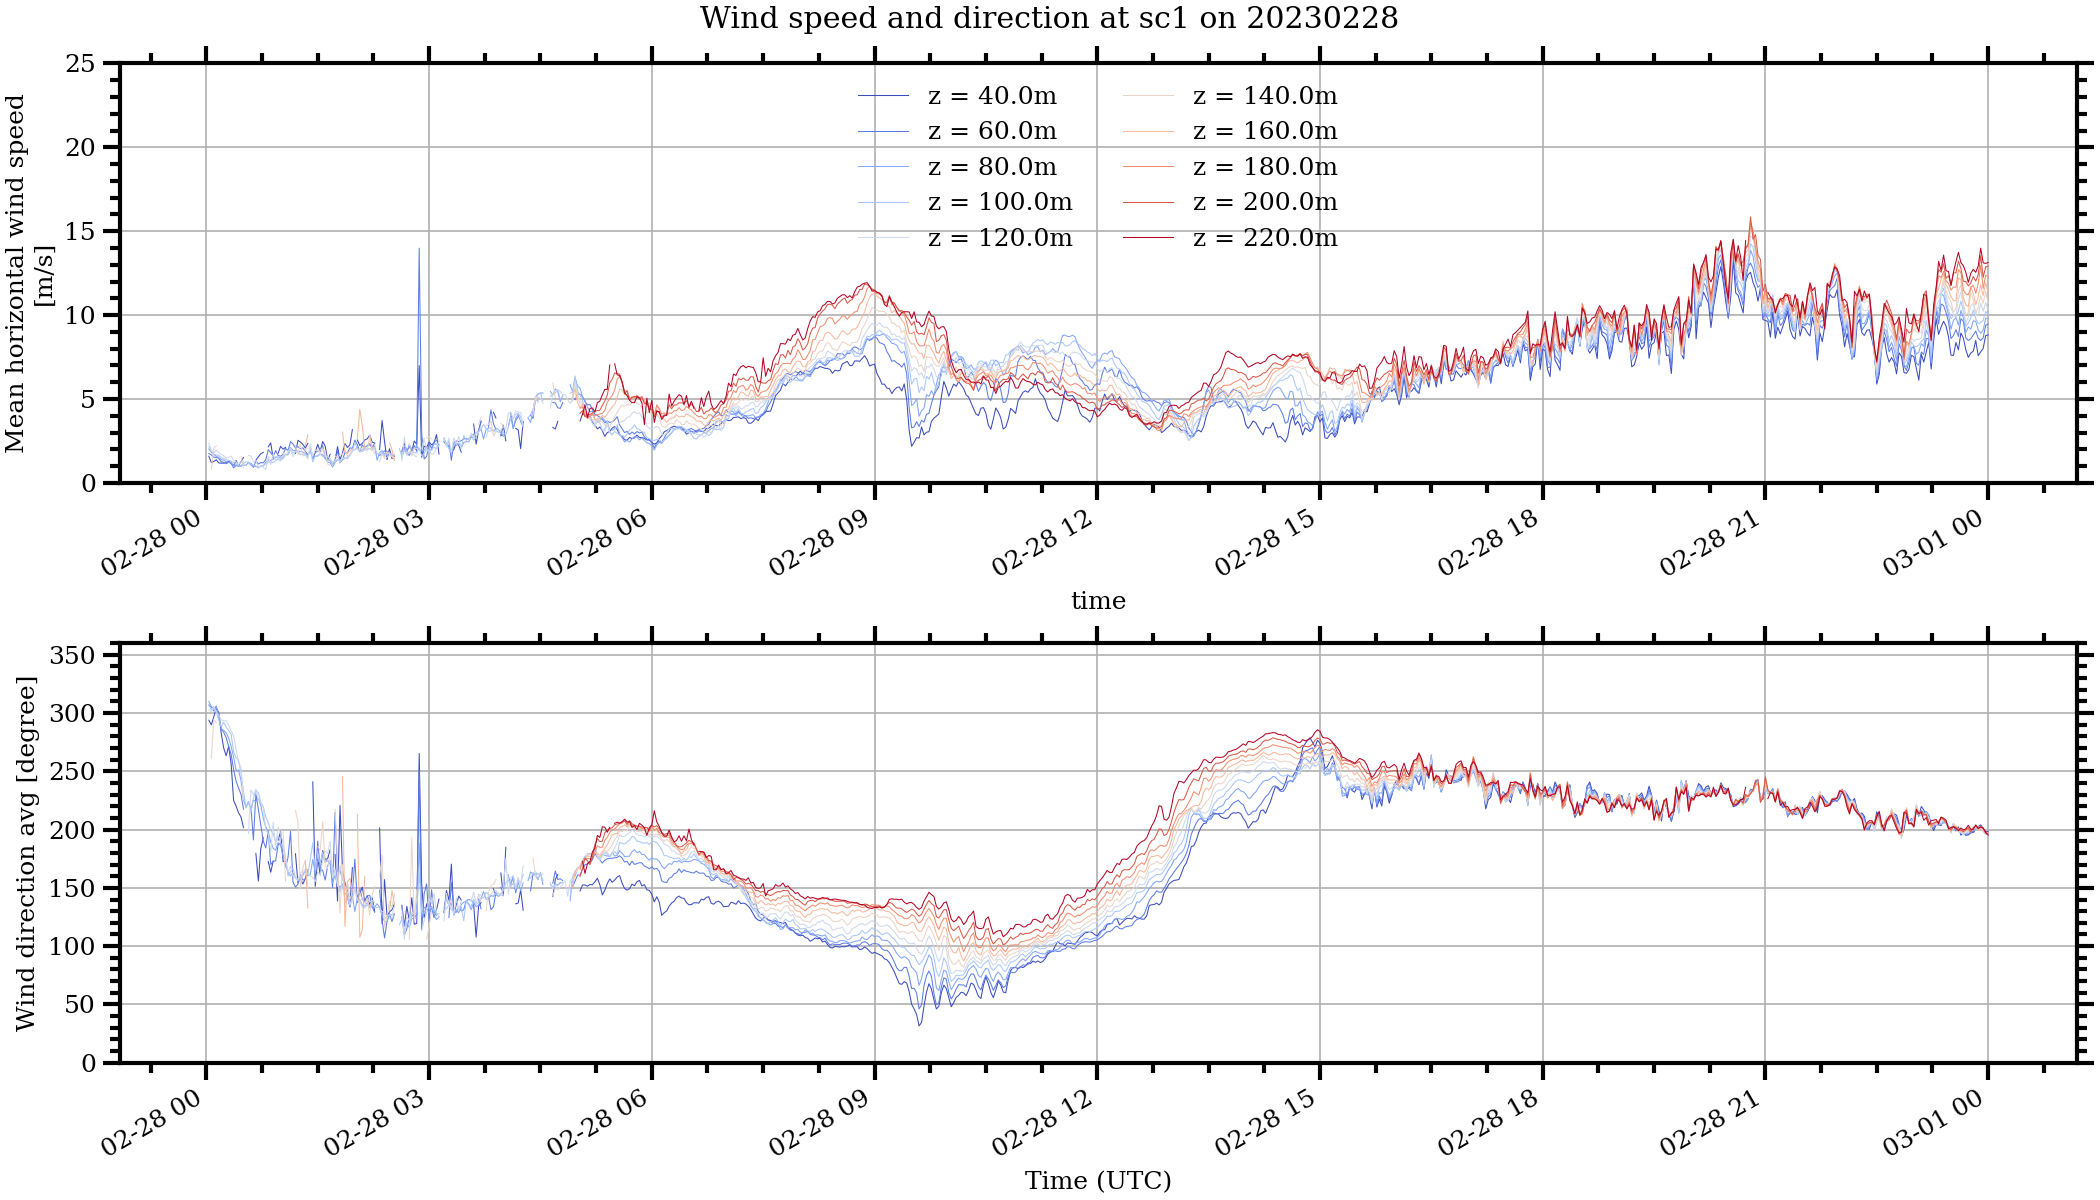 Wind speed and direction at sc1 on 20230228
Mean horizontal wind speed
[m/s]
25
20
15
10
5
0
z = 40.0m
z = 60.0m
z = 80.0m
z = 100.0m
z = 120.0m
z = 140.0m
z = 160.0m
z = 180.0m
z = 200.0m
z = 220.0m
02-28 00
02-28 03
02-28 06
02-28 09
02-28 12
02-28 15
02-28 18
02-28 21
03-01 00
time
Wind direction avg [degree]
350
300
250
200
150
100
50
0
02-28 00
02-28 03
02-28 06
02-28 09
02-28 12
02-28 15
02-28 18
02-28 21
03-01 00
Time (UTC)